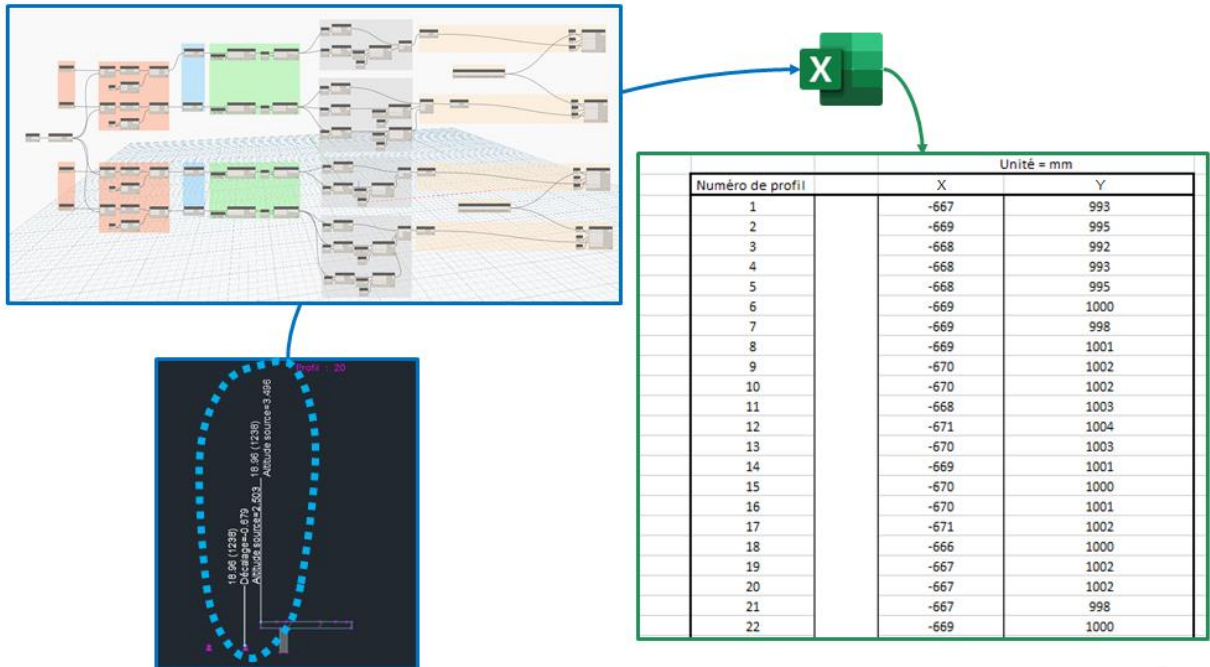 X
Unité = mm
Numéro de profil X Y
1 -667 993
2 -669 995
3 -668 992
4 -668 993
5 -668 995
6 -669 1000
7 -669 998
8 -669 1001
9 -670 1002
10 -670 1002
11 -668 1003
12 -671 1004
13 -670 1003
14 -669 1001
15 -670 1000
16 -670 1001
17 -671 1002
18 -666 1000
19 -667 1002
20 -667 1002
21 -667 998
22 -669 1000
Profil : 20
18.96 (1238)
Décalage=-0.679
Altitude source=2.503
18.96 (1238)
Altitude source=3.496